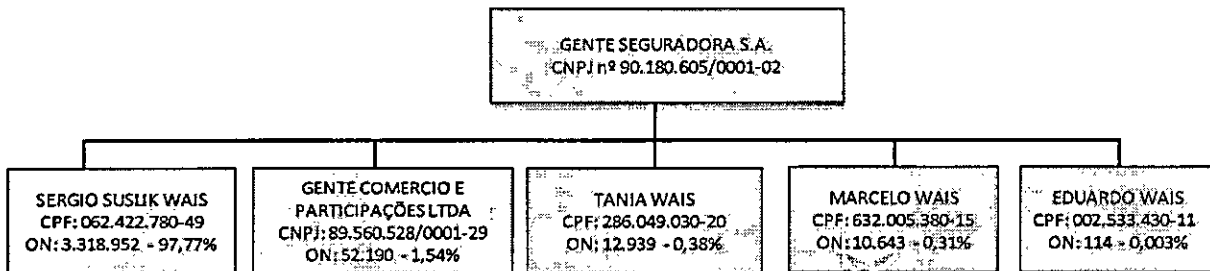 GENTE SEGURADORA S.A.
CNPJ nº 90.180.605/0001-02
SERGIO SUSLIK WAIS
CPF: 062.422.780-49
ON: 3.318.952 - 97,77%
GENTE COMERCIO E
PARTICIPAÇÕES LTDA
CNPJ: 89.560.528/0001-29
ON: 52.190 - 1,54%
TANIA WAIS
CPF: 286.049.030-20
ON: 12.939 - 0,38%
MARCELO WAIS
CPF: 632.005.380-15
ON: 10.643 - 0,31%
EDUARDO WAIS
CPF: 002.533.430-11
ON: 114 - 0,003%